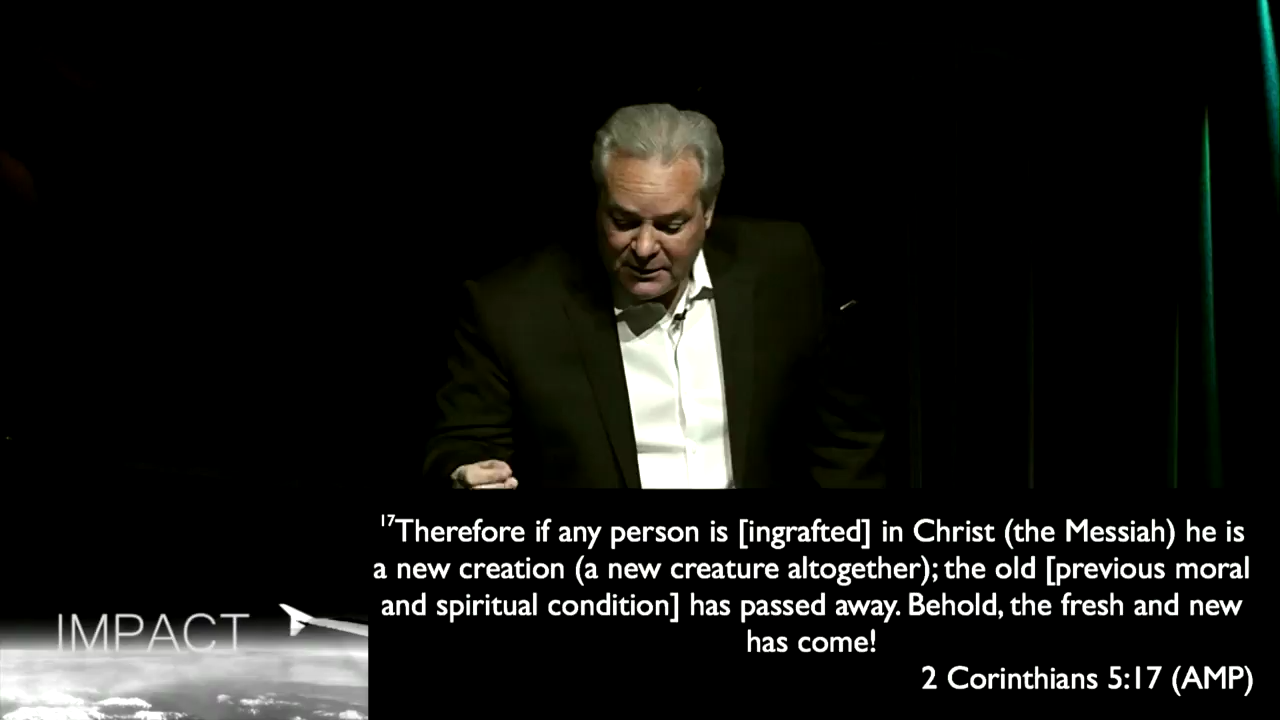 ¹⁷Therefore if any person is [ingrafted] in Christ (the Messiah) he is
a new creation (a new creature altogether); the old [previous moral
and spiritual condition] has passed away. Behold, the fresh and new
has come!
2 Corinthians 5:17 (AMP)
IMPACT